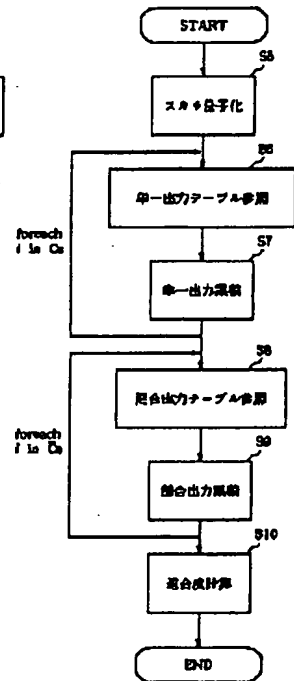 START
S5
スカラ量子化
S6
単一出力テーブル参照
foreach
i in Cs
S7
単一出力累積
S8
混合出力テーブル参照
foreach
i in Cs
S9
混合出力累積
S10
適合度計算
END